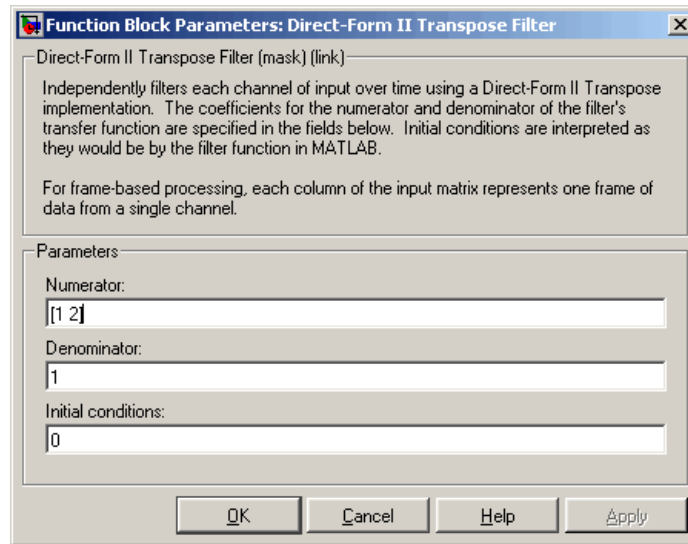 Function Block Parameters: Direct-Form II Transpose Filter
Direct-Form II Transpose Filter (mask) (link)
Independently filters each channel of input over time using a Direct-Form II Transpose
implementation.  The coefficients for the numerator and denominator of the filter's
transfer function are specified in the fields below.  Initial conditions are interpreted as
they would be by the filter function in MATLAB.
For frame-based processing, each column of the input matrix represents one frame of
data from a single channel.
Parameters
Numerator:
[1 2]
Denominator:
1
Initial conditions:
0
OK Cancel Help Apply